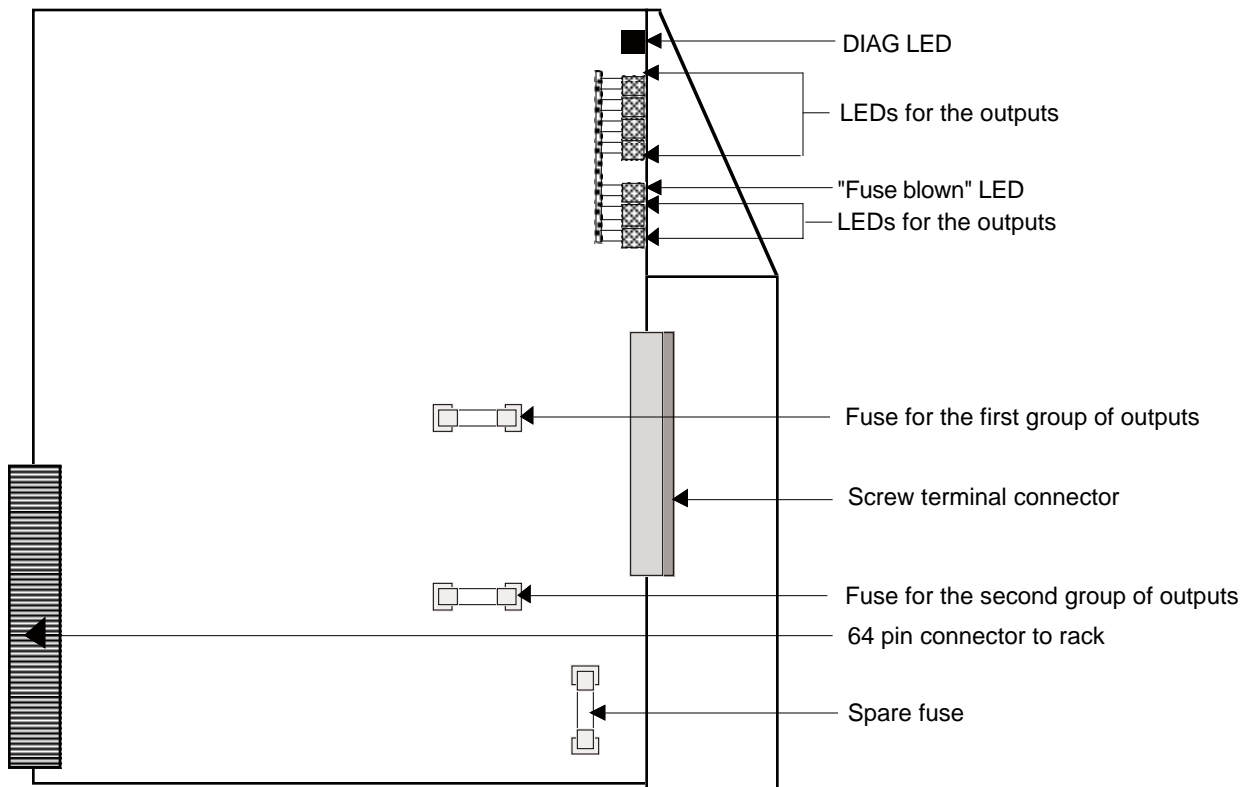 DIAG LED
LEDs for the outputs
"Fuse blown" LED
LEDs for the outputs
Fuse for the first group of outputs
Screw terminal connector
Fuse for the second group of outputs
64 pin connector to rack
Spare fuse